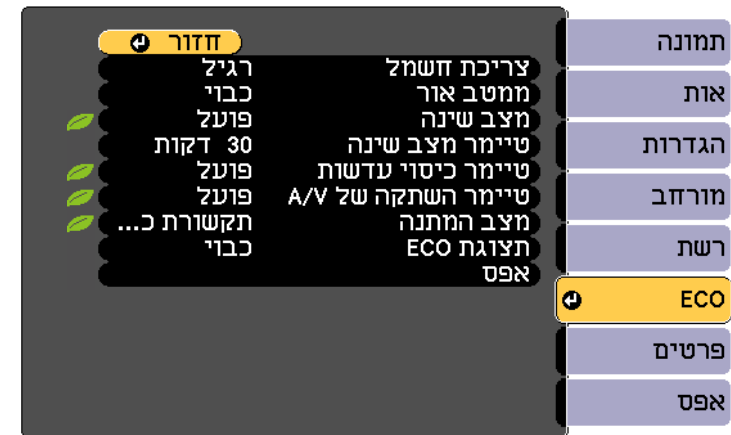 חזור
צריכת חשמל רגיל
ממטב אור כבוי
מצב שינה פועל
טיימר מצב שינה 30 דקות
טיימר כיסוי עדשות פועל
טיימר השתקה של A/V פועל
מצב המתנה תקשורת כ...
תצוגת ECO כבוי
אפס
תמונה
אות
הגדרות
מורחב
רשת
ECO
פרטים
אפס